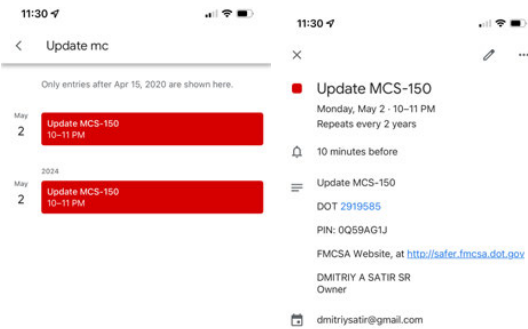 11:30
Update mc
Only entries after Apr 15, 2020 are shown here.
May
2
Update MCS-150
10–11 PM
2024
May
2
Update MCS-150
10–11 PM
11:30
Update MCS-150
Monday, May 2 · 10–11 PM
Repeats every 2 years
10 minutes before
Update MCS-150
DOT 2919585
PIN: 0Q59AG1J
FMCSA Website, at http://safer.fmcsa.dot.gov
DMITRIY A SATIR SR
Owner
dmitriysatir@gmail.com